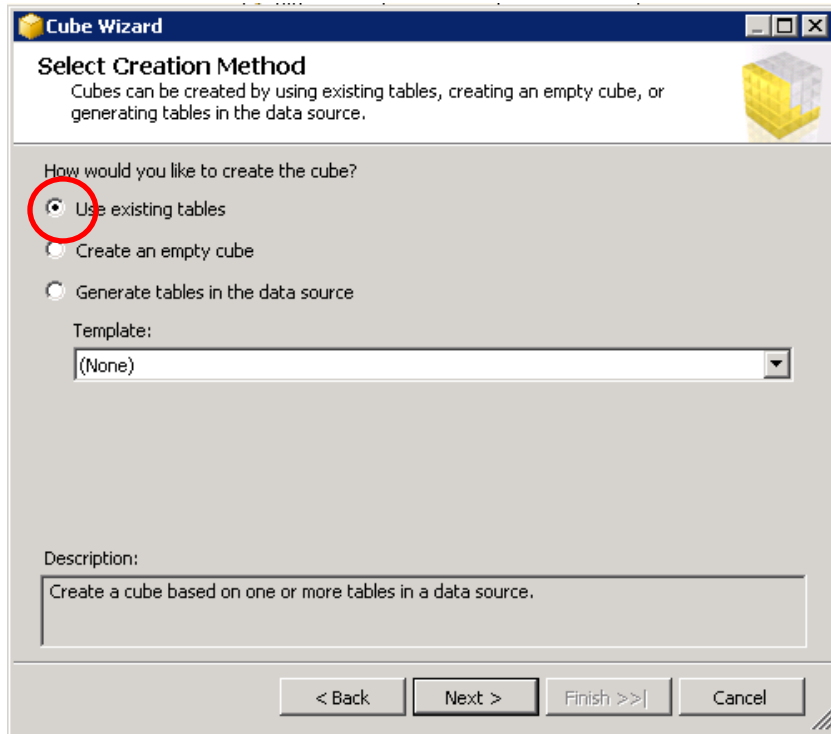 Cube Wizard
Select Creation Method
Cubes can be created by using existing tables, creating an empty cube, or
generating tables in the data source.
How would you like to create the cube?
Use existing tables
Create an empty cube
Generate tables in the data source
Template:
(None)
Description:
Create a cube based on one or more tables in a data source.
< Back Next > Finish >>| Cancel